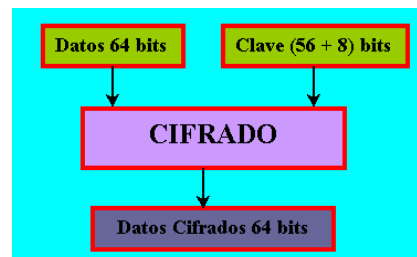 Datos 64 bits
Clave (56 + 8) bits
CIFRADO
Datos Cifrados 64 bits